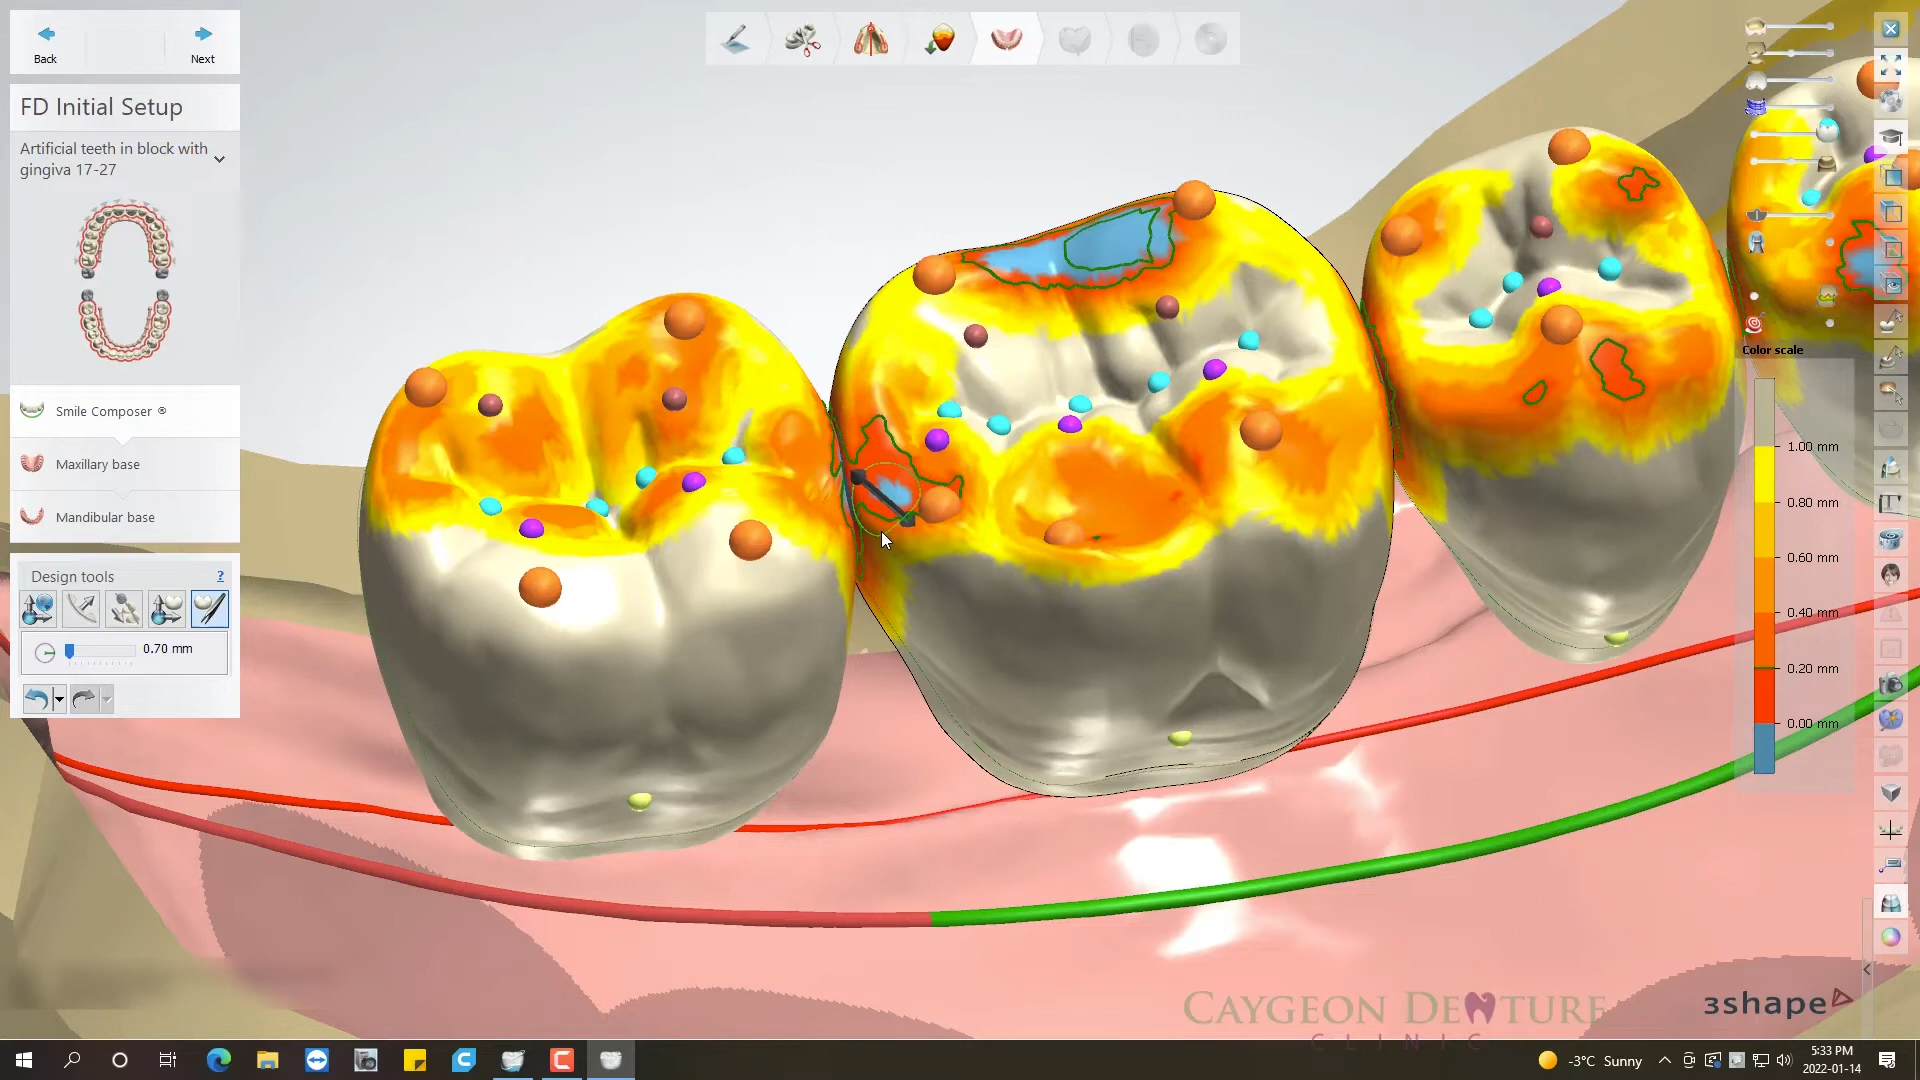 Back
Next
FD Initial Setup
Artificial teeth in block with
gingiva 17-27
Smile Composer ®
Maxillary base
Mandibular base
Design tools
?
0.70 mm
Color scale
1.00 mm
0.80 mm
0.60 mm
0.40 mm
0.20 mm
0.00 mm
CAYGEON DENTURE
CLINIC
3shape
-3°C Sunny
5:33 PM
2022-01-14